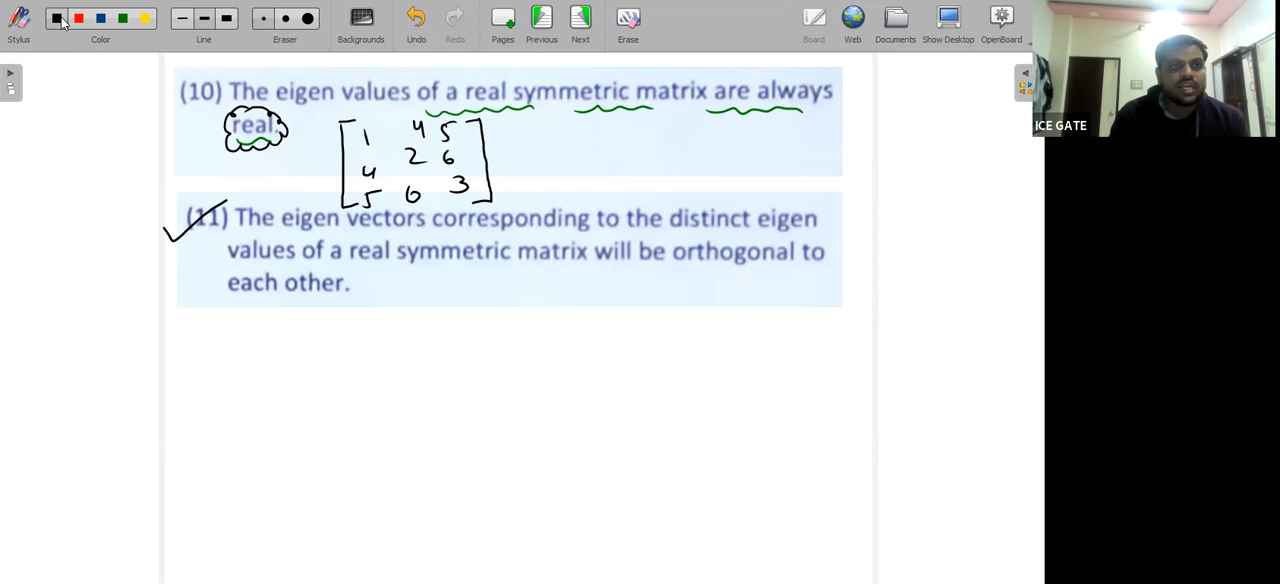 Stylus
Color
Line
Eraser
Backgrounds
Undo
Redo
Pages
Previous
Next
Erase
Board
Web
Documents
Show Desktop
OpenBoard
ICE GATE
(10) The eigen values of a real symmetric matrix are always
real.
1 4 5
4 2 6
5 6 3
(11) The eigen vectors corresponding to the distinct eigen
values of a real symmetric matrix will be orthogonal to
each other.